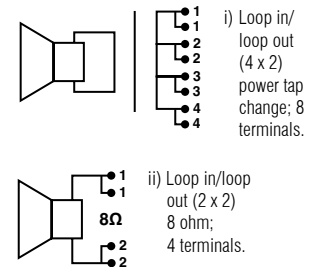 1
1
2
2
3
3
4
4
i) Loop in/
loop out
(4 x 2)
power tap
change; 8
terminals.
1
1
8Ω
2
2
ii) Loop in/loop
out (2 x 2)
8 ohm;
4 terminals.